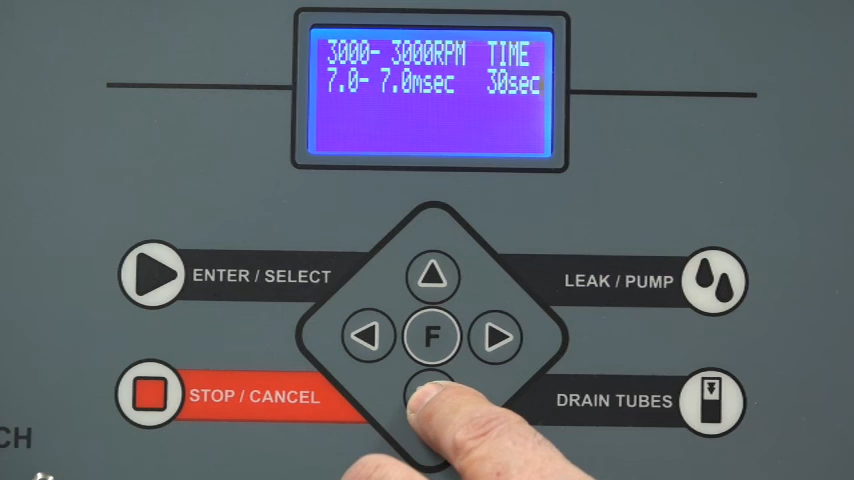 3000- 3000RPM TIME
7.0- 7.0msec 30sec
ENTER / SELECT
LEAK / PUMP
F
STOP / CANCEL
DRAIN TUBES
CH